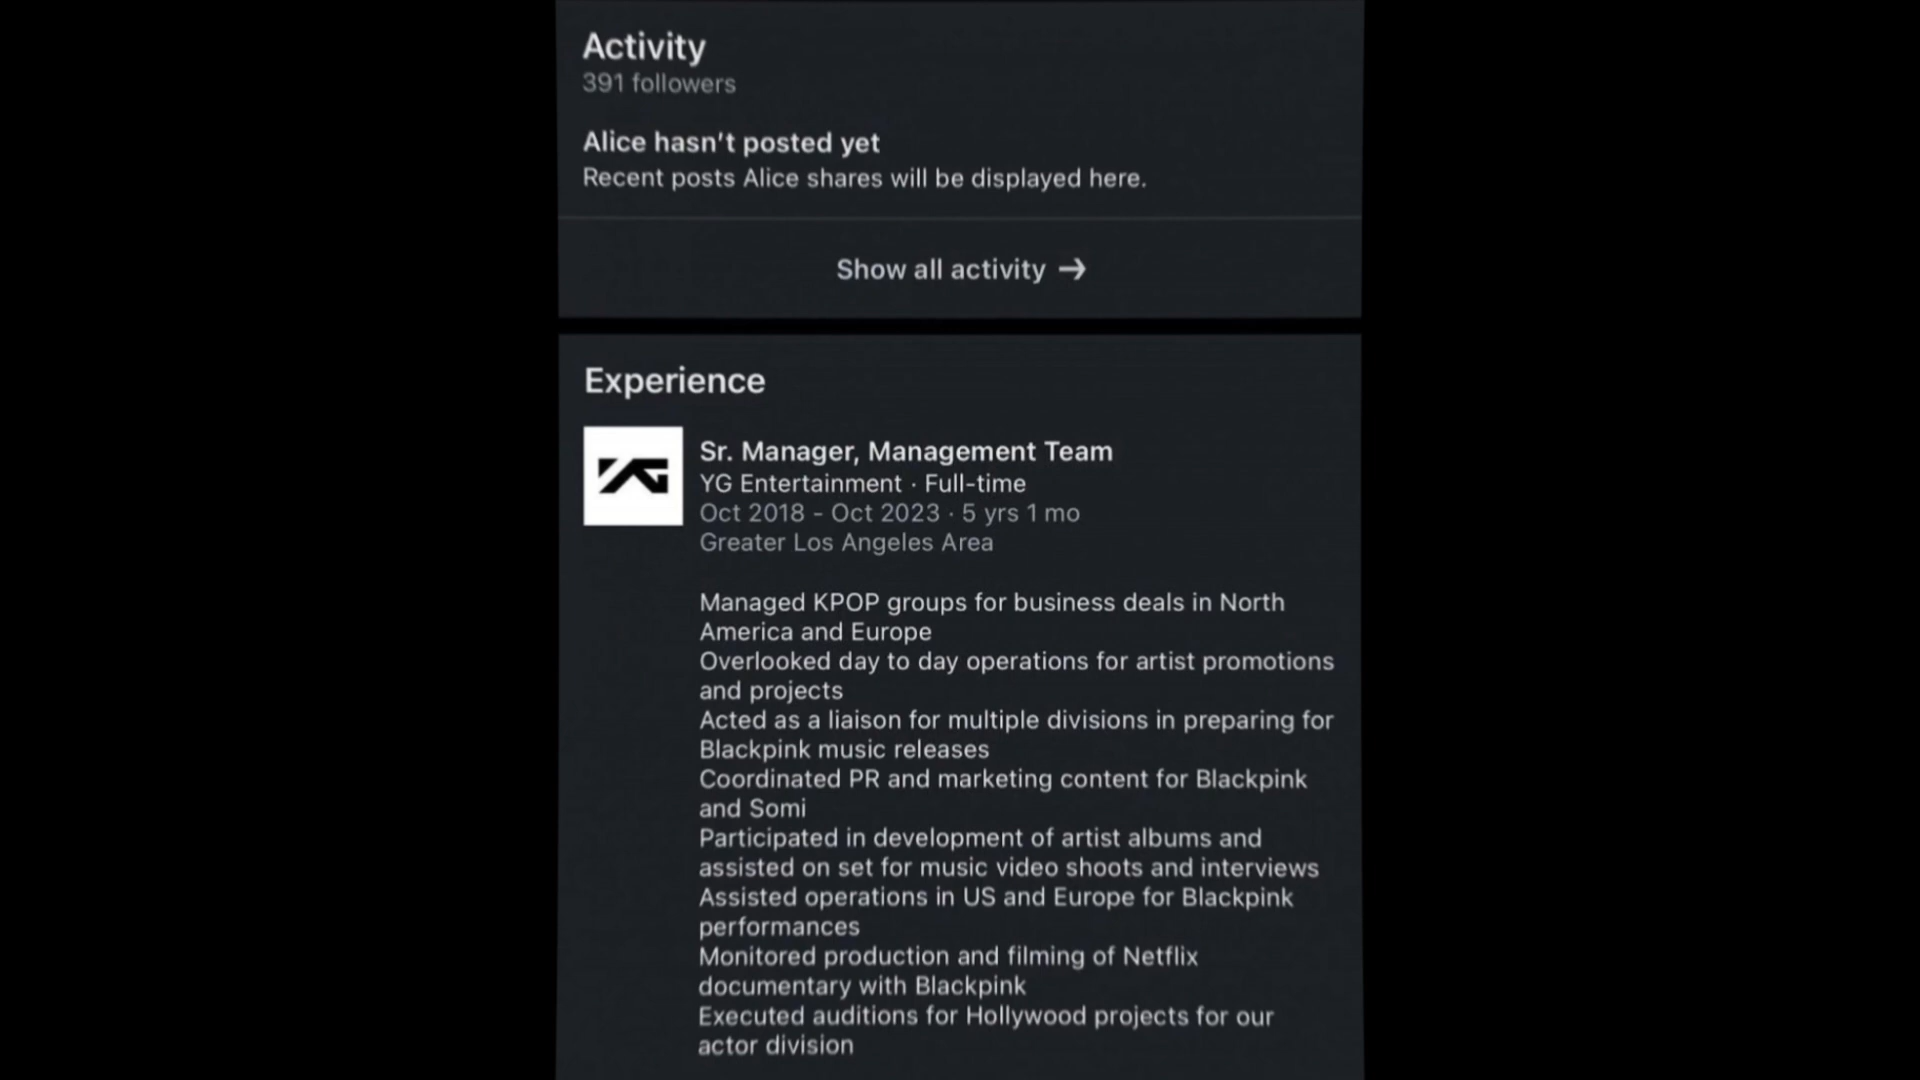 Activity
391 followers
Alice hasn't posted yet
Recent posts Alice shares will be displayed here.
Show all activity →
Experience
YG
Sr. Manager, Management Team
YG Entertainment · Full-time
Oct 2018 - Oct 2023 · 5 yrs 1 mo
Greater Los Angeles Area
Managed KPOP groups for business deals in North
America and Europe
Overlooked day to day operations for artist promotions
and projects
Acted as a liaison for multiple divisions in preparing for
Blackpink music releases
Coordinated PR and marketing content for Blackpink
and Somi
Participated in development of artist albums and
assisted on set for music video shoots and interviews
Assisted operations in US and Europe for Blackpink
performances
Monitored production and filming of Netflix
documentary with Blackpink
Executed auditions for Hollywood projects for our
actor division